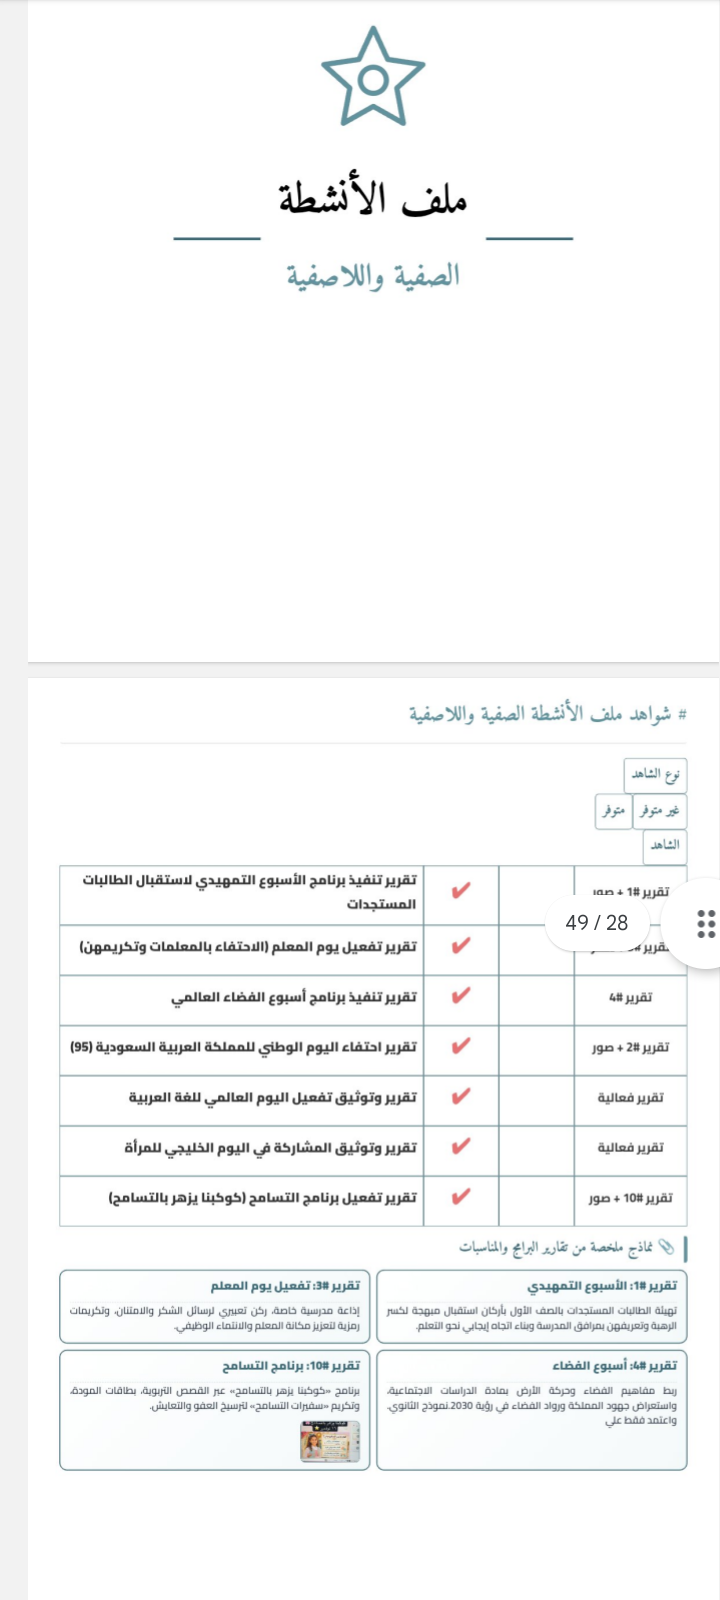 ملف الأنشطة
الصفية واللاصفية
# شواهد ملف الأنشطة الصفية واللاصفية
نوع الشاهد
غير متوفر
متوفر
الشاهد
تقرير #1 + صور
تقرير تنفيذ برنامج الأسبوع التمهيدي لاستقبال الطالبات
المستجدات
49 / 28
تقرير تفعيل يوم المعلم (الاحتفاء بالمعلمات وتكريمهن)
تقرير #4
تقرير تنفيذ برنامج أسبوع الفضاء العالمي
تقرير #2 + صور
تقرير احتفاء اليوم الوطني للمملكة العربية السعودية (95)
تقرير فعالية
تقرير وتوثيق تفعيل اليوم العالمي للغة العربية
تقرير فعالية
تقرير وتوثيق المشاركة في اليوم الخليجي للمرأة
تقرير #10 + صور
تقرير تفعيل برنامج التسامح (كوكبنا يزهر بالتسامح)
نماذج ملخصة من تقارير البرامج والمناسبات
تقرير #1: الأسبوع التمهيدي
تهيئة الطالبات المستجدات بالصف الأول بأركان استقبال مبهجة لكسر
الرهبة وتعريفهن بمرافق المدرسة وبناء اتجاه إيجابي نحو التعلم.
تقرير #3: تفعيل يوم المعلم
إذاعة مدرسية خاصة، ركن تعبيري لرسائل الشكر والامتنان، وتكريمات
رمزية لتعزيز مكانة المعلم والانتماء الوظيفي.
تقرير #4: أسبوع الفضاء
ربط مفاهيم الفضاء وحركة الأرض بمادة الدراسات الاجتماعية،
واستعراض جهود المملكة ورواد الفضاء في رؤية 2030.نموذج الثانوي.
واعتمد فقط علي
تقرير #10: برنامج التسامح
برنامج «كوكبنا يزهر بالتسامح» عبر القصص التربوية، بطاقات المودة،
وتكريم «سفيرات التسامح» لترسيخ العفو والتعايش.